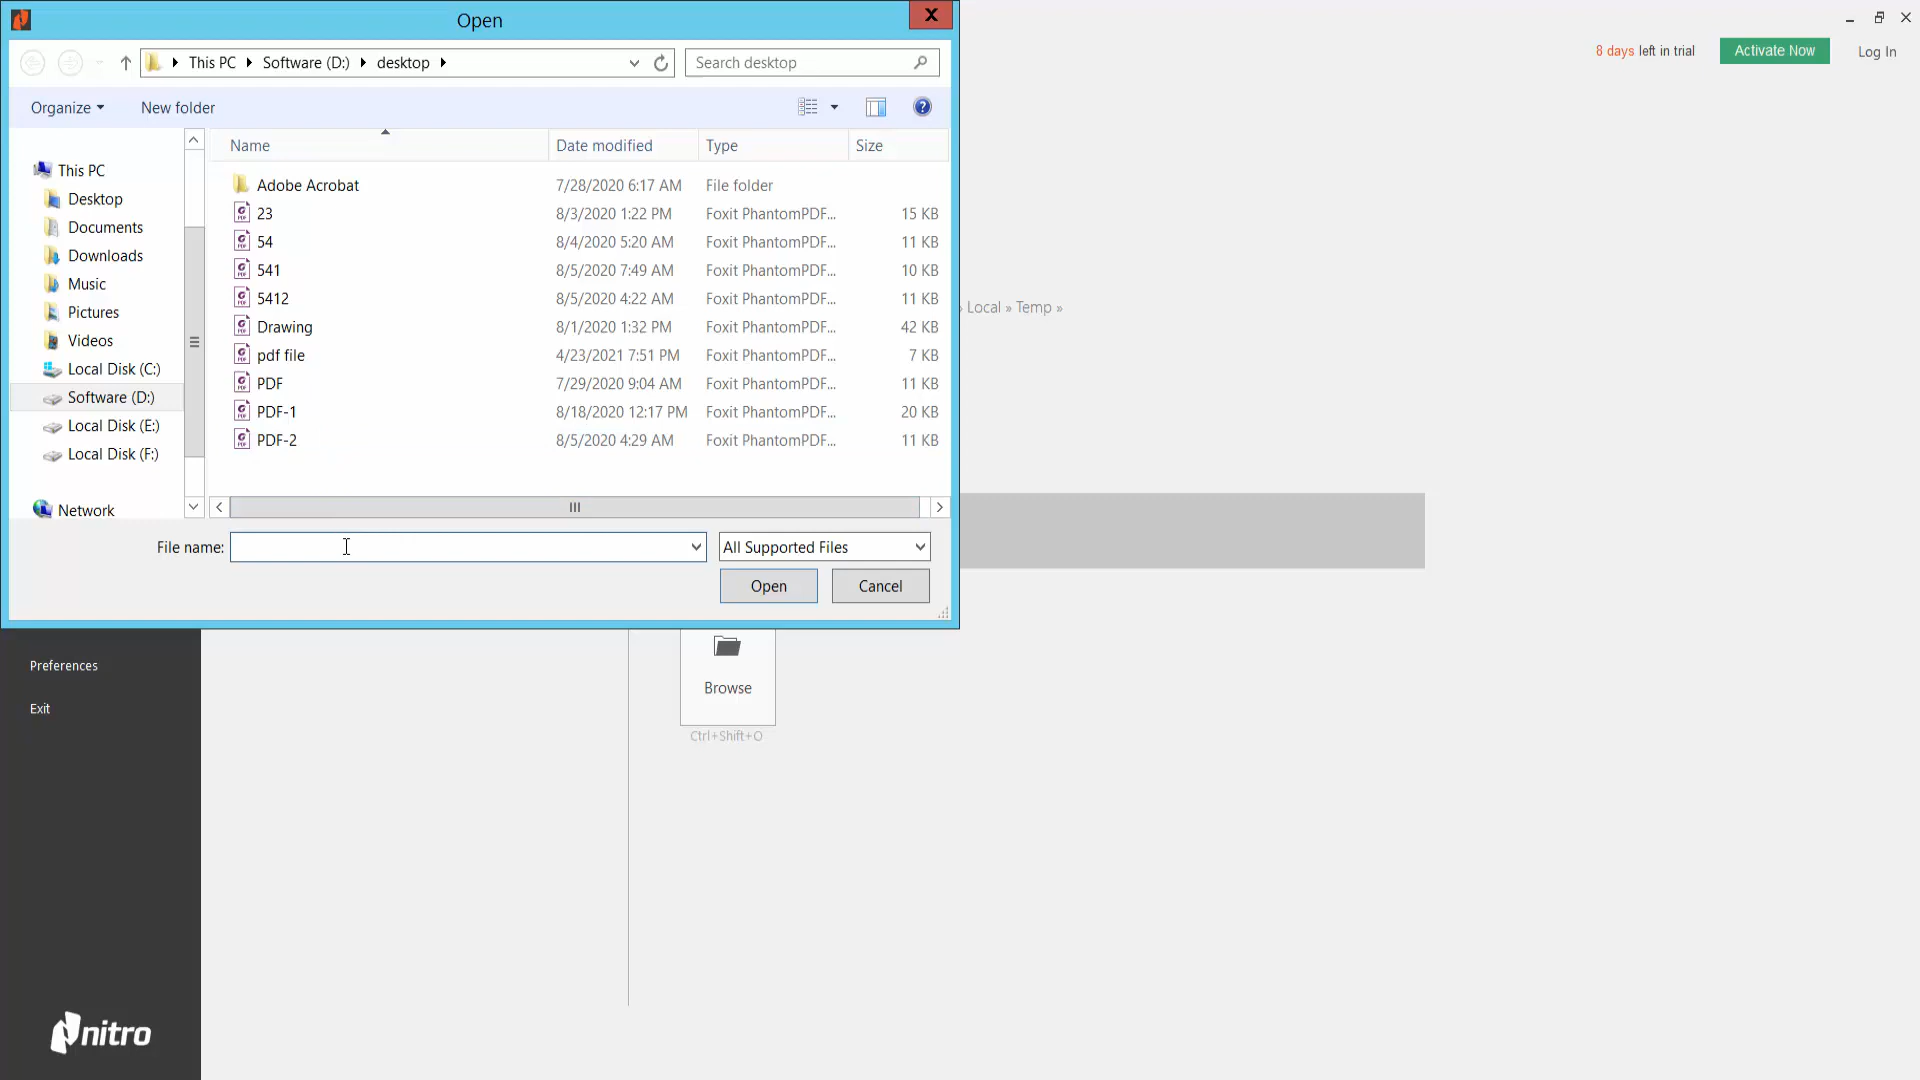 Open
8 days left in trial
Activate Now
Log In
This PC
Software (D:)
desktop
Search desktop
Organize
New folder
Name
Date modified
Type
Size
This PC
Desktop
Documents
Downloads
Music
Pictures
Videos
Local Disk (C:)
Software (D:)
Local Disk (E:)
Local Disk (F:)
Network
Adobe Acrobat 7/28/2020 6:17 AM File folder
23 8/3/2020 1:22 PM Foxit PhantomPDF... 15 KB
54 8/4/2020 5:20 AM Foxit PhantomPDF... 11 KB
541 8/5/2020 7:49 AM Foxit PhantomPDF... 10 KB
5412 8/5/2020 4:22 AM Foxit PhantomPDF... 11 KB
Drawing 8/1/2020 1:32 PM Foxit PhantomPDF... 42 KB
pdf file 4/23/2021 7:51 PM Foxit PhantomPDF... 7 KB
PDF 7/29/2020 9:04 AM Foxit PhantomPDF... 11 KB
PDF-1 8/18/2020 12:17 PM Foxit PhantomPDF... 20 KB
PDF-2 8/5/2020 4:29 AM Foxit PhantomPDF... 11 KB
» Local » Temp »
File name:
All Supported Files
Open
Cancel
Preferences
Exit
Browse
Ctrl+Shift+O
nitro